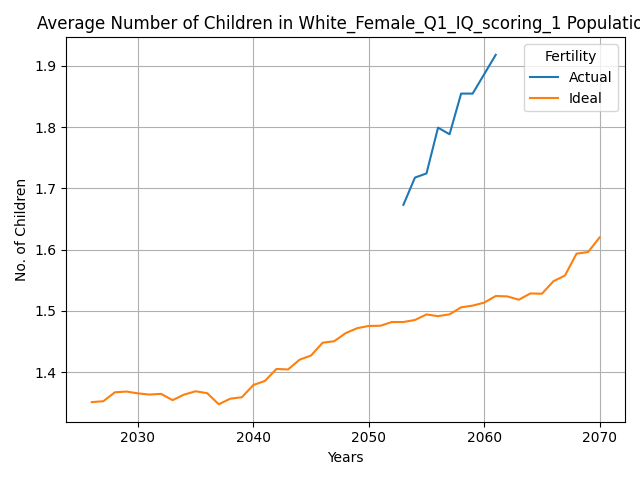 Average Number of Children in White_Female_Q1_IQ_scoring_1 Populatio
Fertility
Actual
Ideal
No. of Children
1.9
1.8
1.7
1.6
1.5
1.4
2030 2040 2050 2060 2070
Years